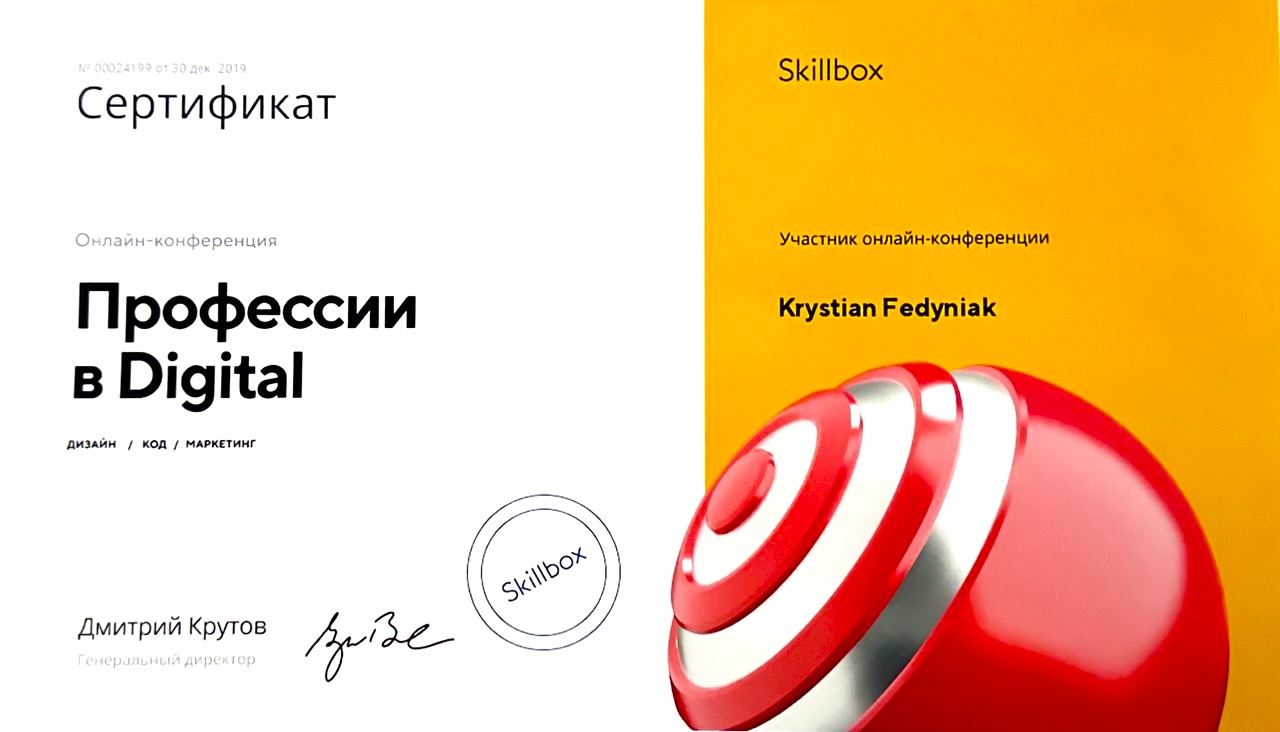 № 00024199 от 30 дек. 2019
Сертификат
Онлайн-конференция
Профессии
в Digital
ДИЗАЙН / КОД / МАРКЕТИНГ
Дмитрий Крутов
Генеральный директор
Skillbox
Skillbox
Участник онлайн-конференции
Krystian Fedyniak